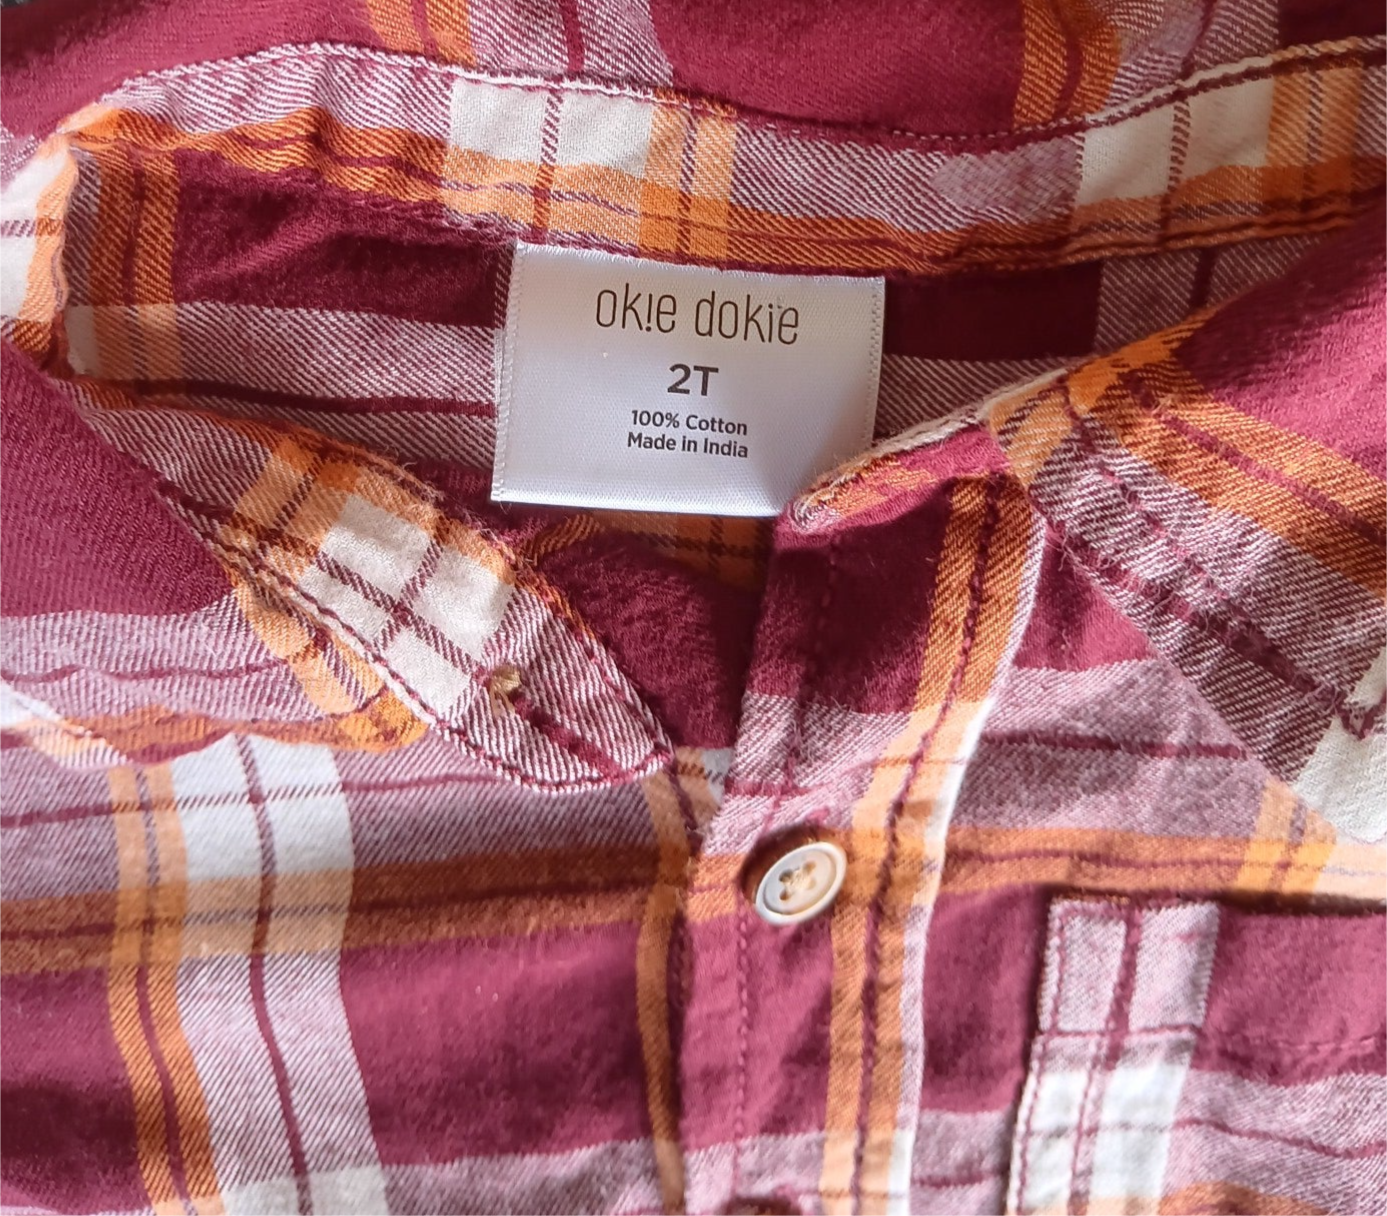 okie dokie
2T
100% Cotton
Made in India